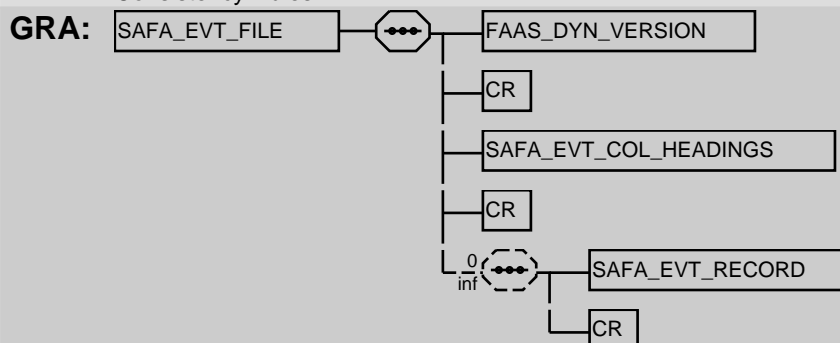 GRA: SAFA_EVT_FILE FAAS_DYN_VERSION
CR
SAFA_EVT_COL_HEADINGS
CR
0
inf
SAFA_EVT_RECORD
CR